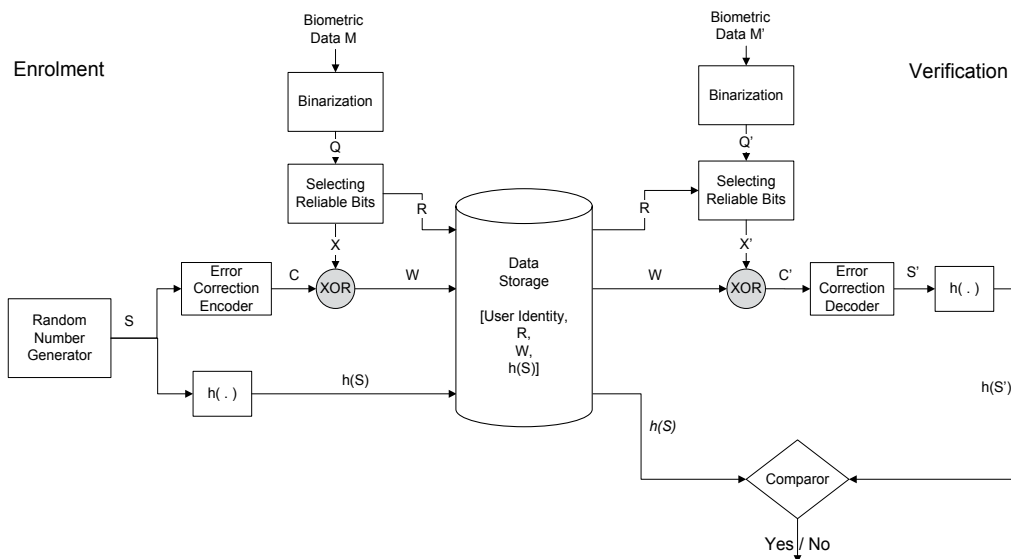 Enrolment
Biometric
Data M
Binarization
Q
Selecting
Reliable Bits
R
X
Random
Number
Generator
S
Error
Correction
Encoder
C
XOR
W
h( . )
h(S)
Data
Storage
[User Identity,
R,
W,
h(S)]
Verification
Biometric
Data M’
Binarization
Q’
Selecting
Reliable Bits
R
X’
W
XOR
C’
Error
Correction
Decoder
S’
h( . )
h(S’)
h(S)
Comparor
Yes / No